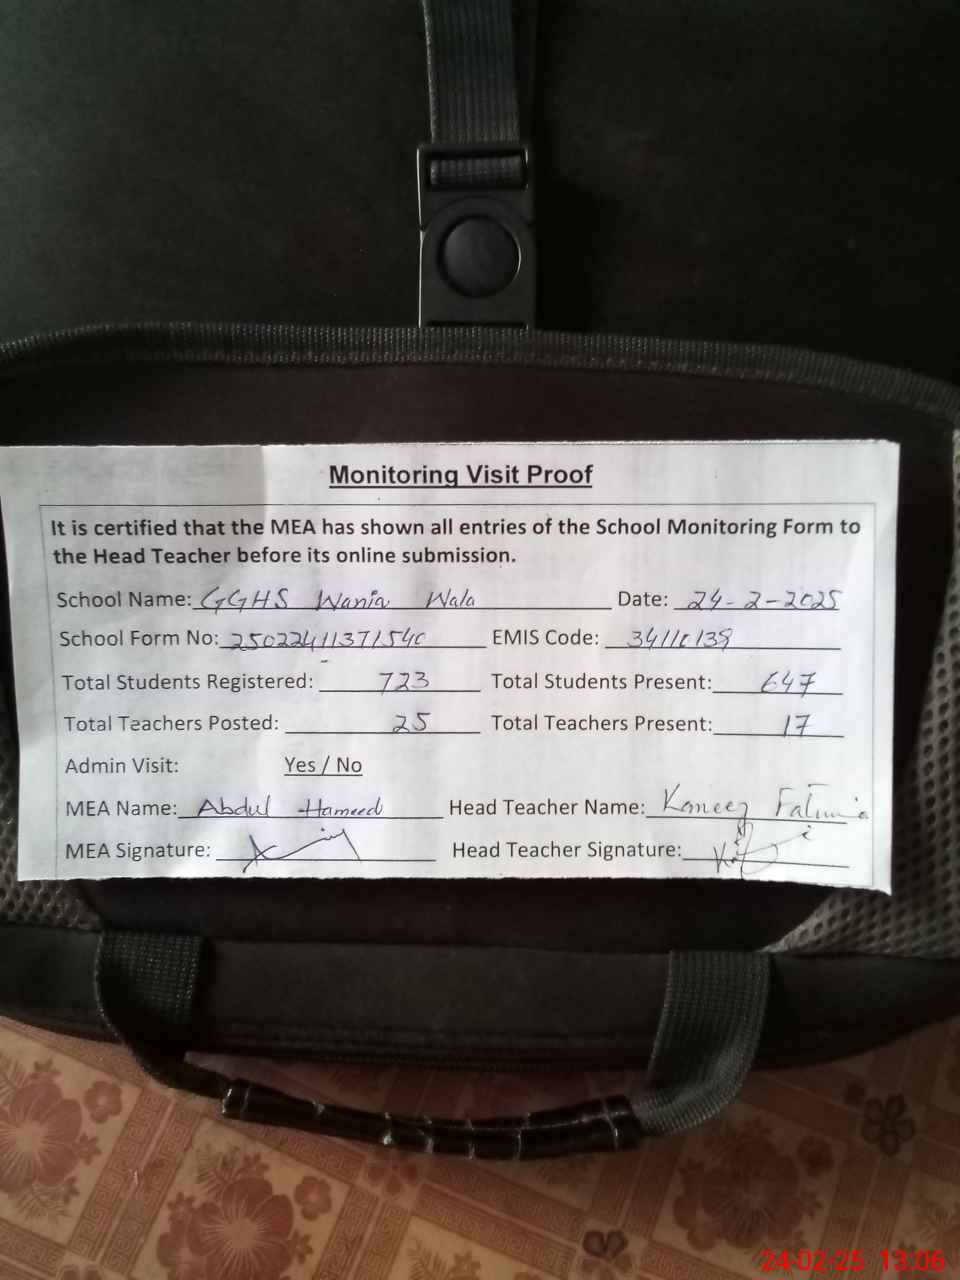 Monitoring Visit Proof
It is certified that the MEA has shown all entries of the School Monitoring Form to
the Head Teacher before its online submission.
School Name: GGHS Wania Wala Date: 24-2-2025
School Form No: 25022411371540 EMIS Code: 34110139
Total Students Registered: 723 Total Students Present: 647
Total Teachers Posted: 25 Total Teachers Present: 17
Admin Visit: Yes / No
MEA Name: Abdul Hameed Head Teacher Name: Kaneez Fatima
MEA Signature: Head Teacher Signature:
24-02-25 13:06